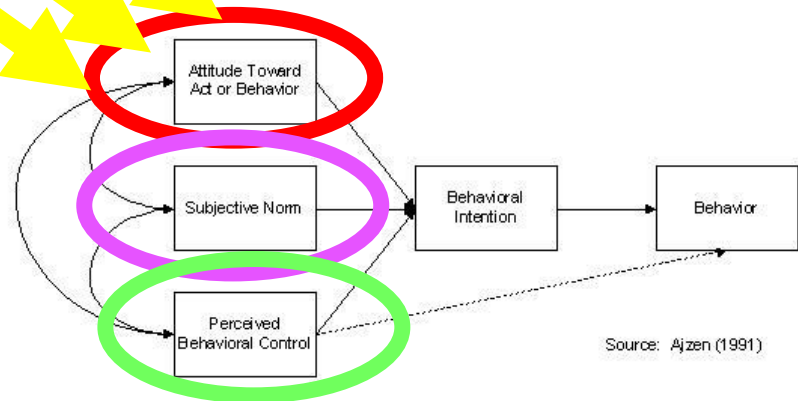 Attitude Toward
Act or Behavior
Subjective Norm
Perceived
Behavioral Control
Behavioral
Intention
Behavior
Source: Ajzen (1991)